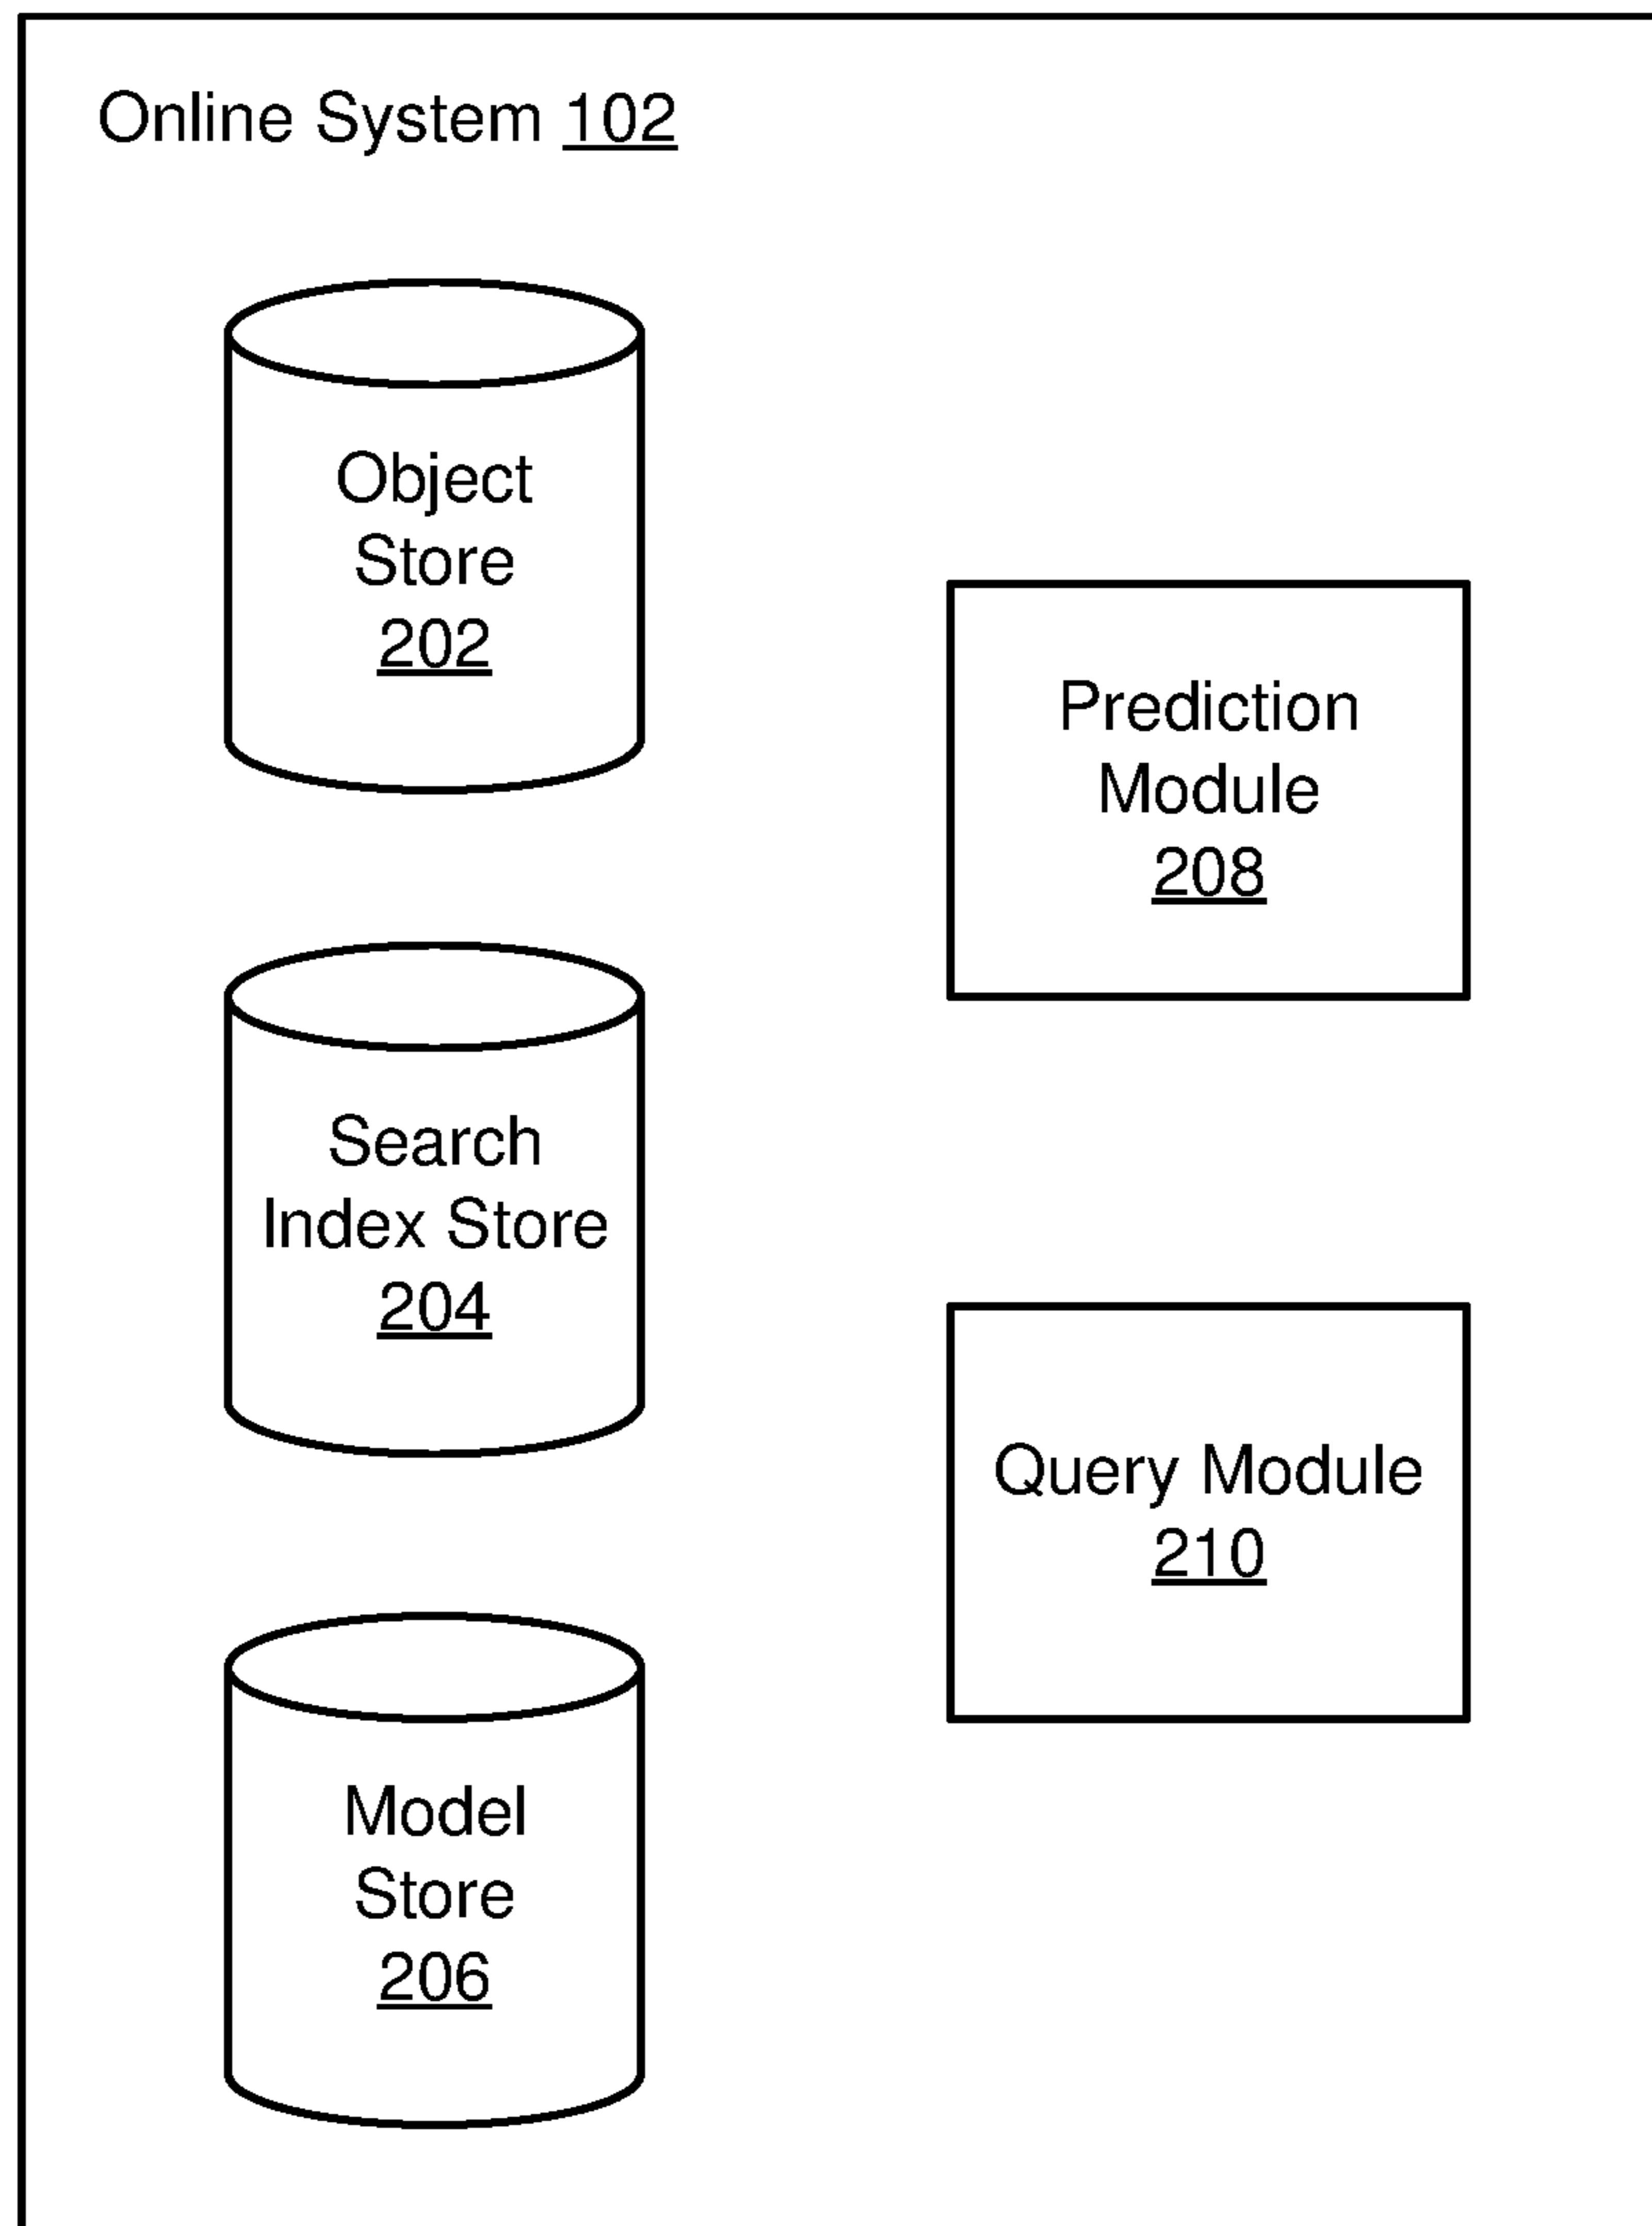 Online System 102
Object
Store
202
Prediction
Module
208
Search
Index Store
204
Query Module
210
Model
Store
206